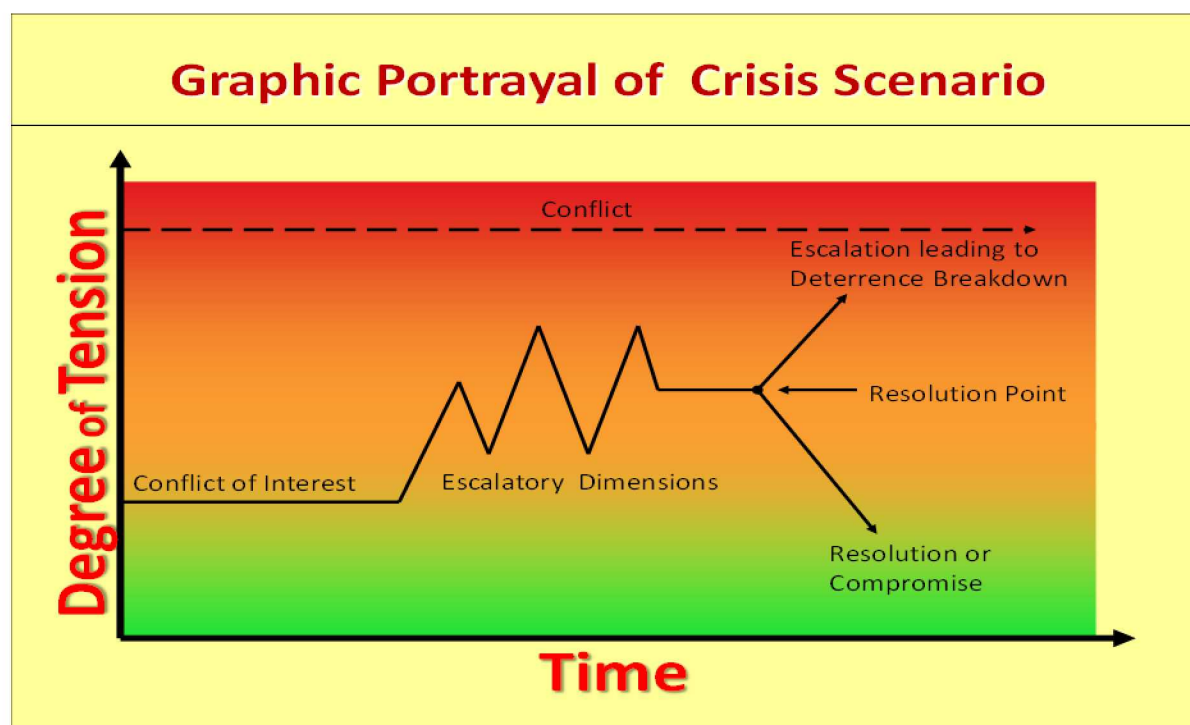 Graphic Portrayal of Crisis Scenario
Conflict
Escalation leading to
Deterrence Breakdown
Resolution Point
Conflict of Interest
Escalatory Dimensions
Resolution or
Compromise
Degree of Tension
Time